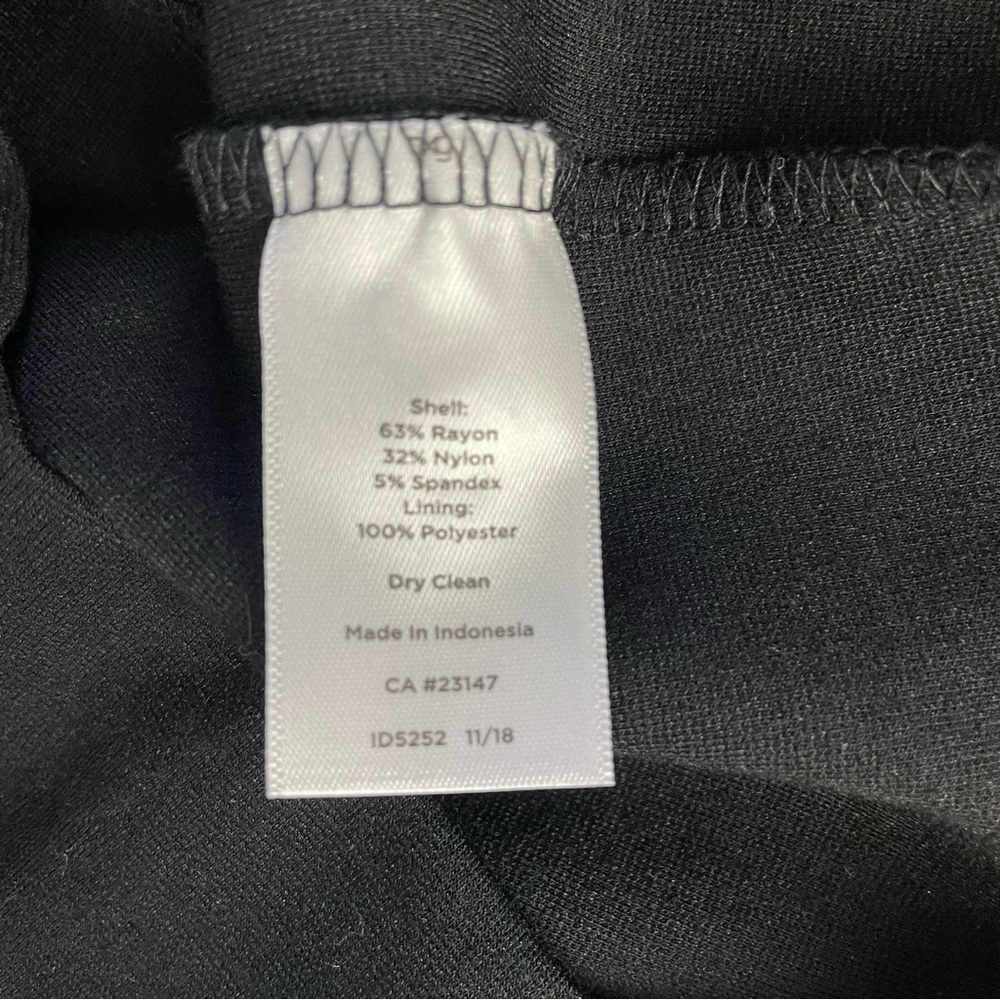 Shell:
63% Rayon
32% Nylon
5% Spandex
Lining:
100% Polyester
Dry Clean
Made in Indonesia
CA #23147
ID5252 11/18